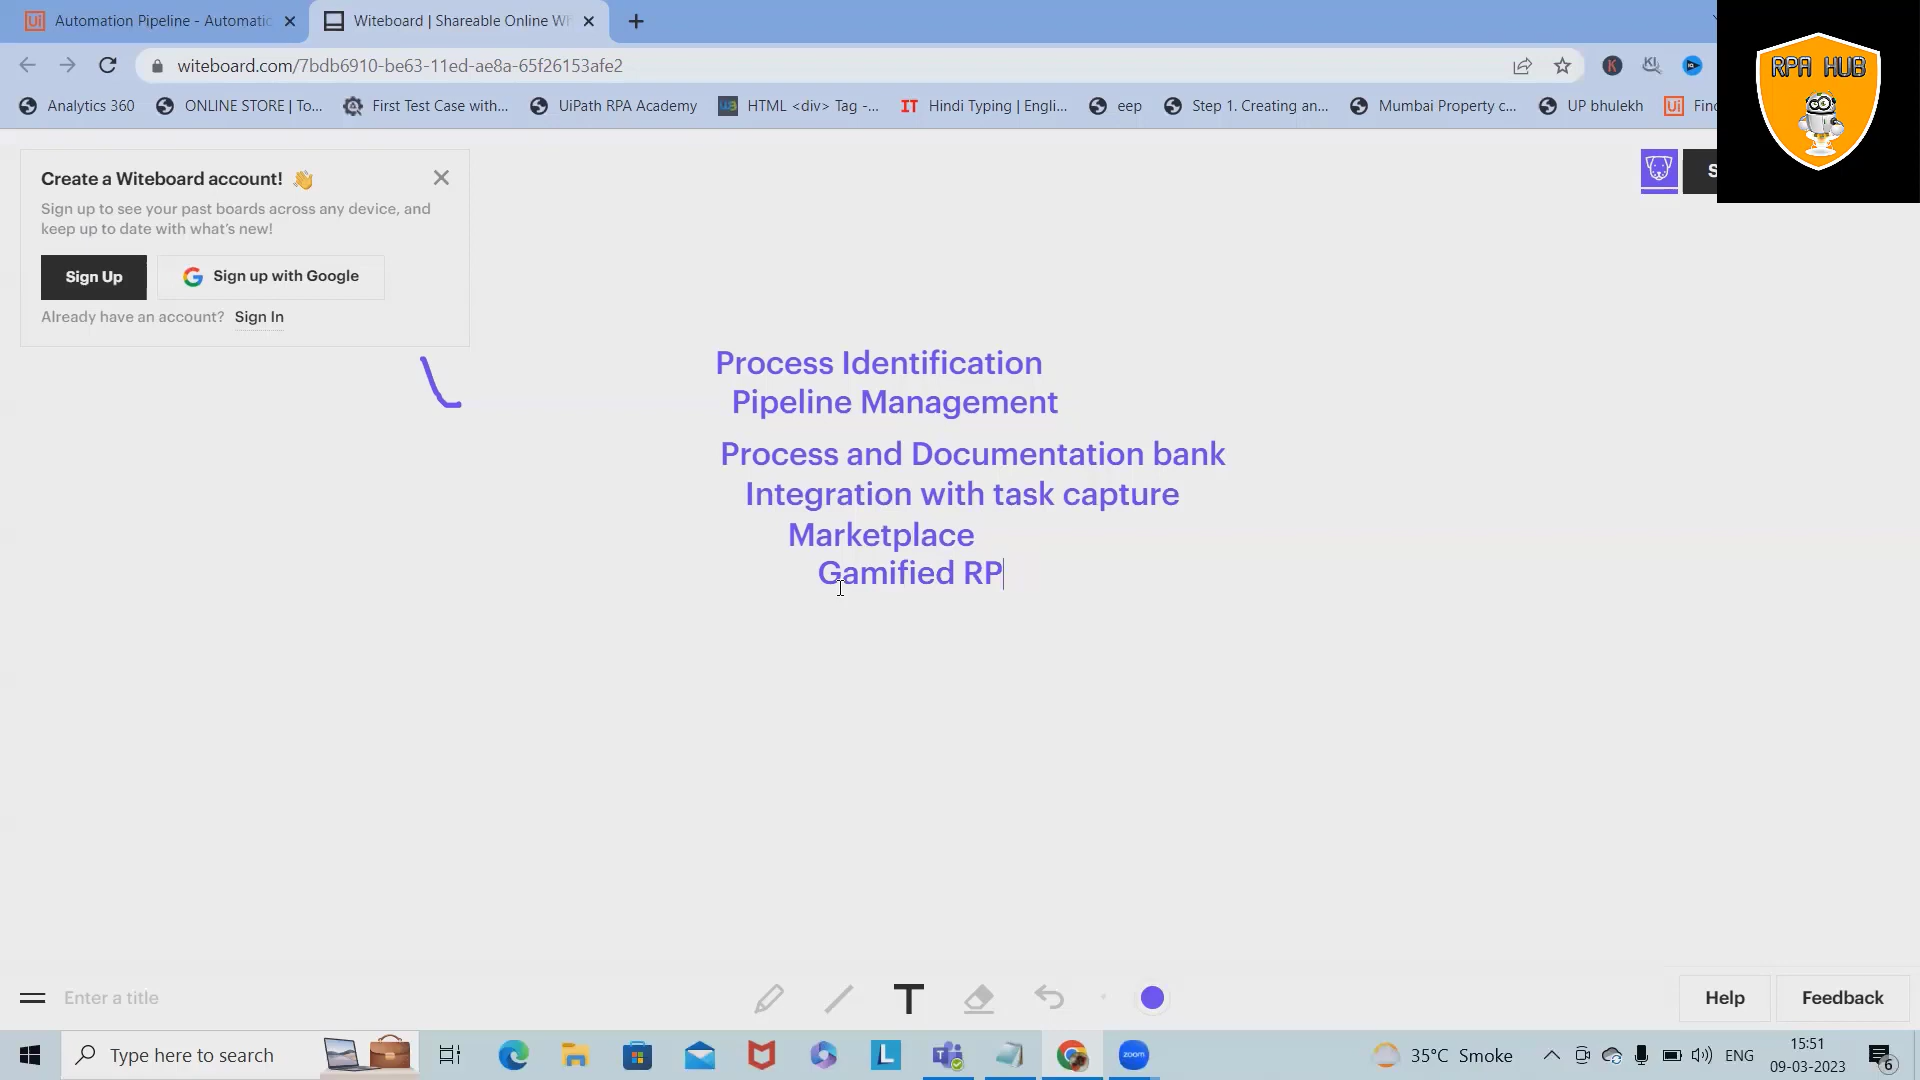 Automation Pipeline - Automatic
Witeboard | Shareable Online Wh
witeboard.com/7bdb6910-be63-11ed-ae8a-65f26153afe2
Analytics 360
ONLINE STORE | To...
First Test Case with...
UiPath RPA Academy
HTML <div> Tag -...
IT Hindi Typing | Engli...
eep
Step 1. Creating an...
Mumbai Property c...
UP bhulekh
Ui
RPA HUB
Create a Witeboard account! 👋
Sign up to see your past boards across any device, and
keep up to date with what's new!
Sign Up
Sign up with Google
Already have an account? Sign In
Process Identification
Pipeline Management
Process and Documentation bank
Integration with task capture
Marketplace
Gamified RP
Enter a title
T
Help
Feedback
Type here to search
L
zoom
35°C Smoke
ENG
15:51
09-03-2023
6